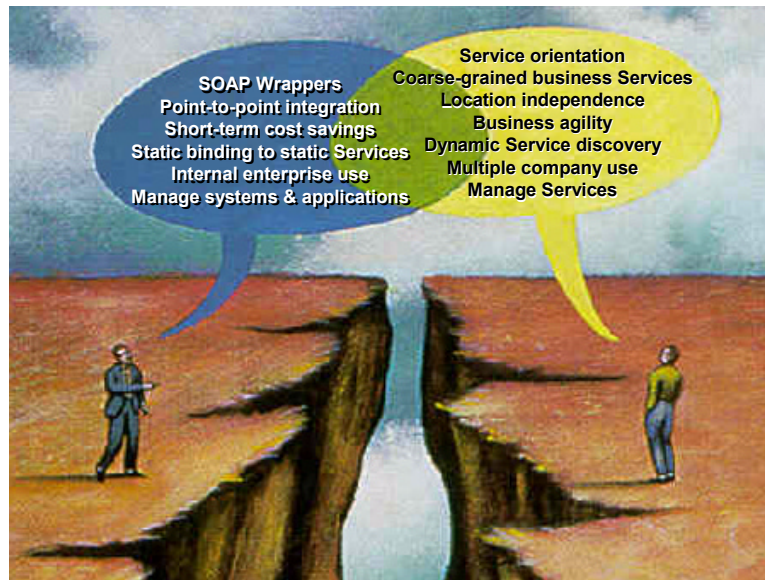 SOAP Wrappers
Point-to-point integration
Short-term cost savings
Static binding to static Services
Internal enterprise use
Manage systems & applications
Service orientation
Coarse-grained business Services
Location independence
Business agility
Dynamic Service discovery
Multiple company use
Manage Services